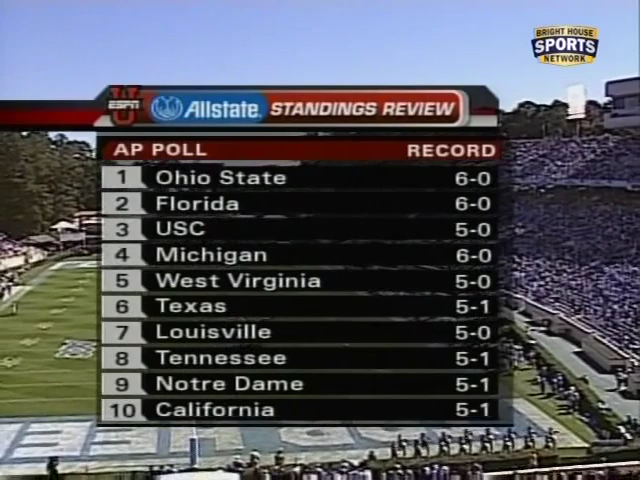 BRIGHT HOUSE
SPORTS
NETWORK
U
ESPN
Allstate. STANDINGS REVIEW
AP POLL RECORD
1 Ohio State 6-0
2 Florida 6-0
3 USC 5-0
4 Michigan 6-0
5 West Virginia 5-0
6 Texas 5-1
7 Louisville 5-0
8 Tennessee 5-1
9 Notre Dame 5-1
10 California 5-1